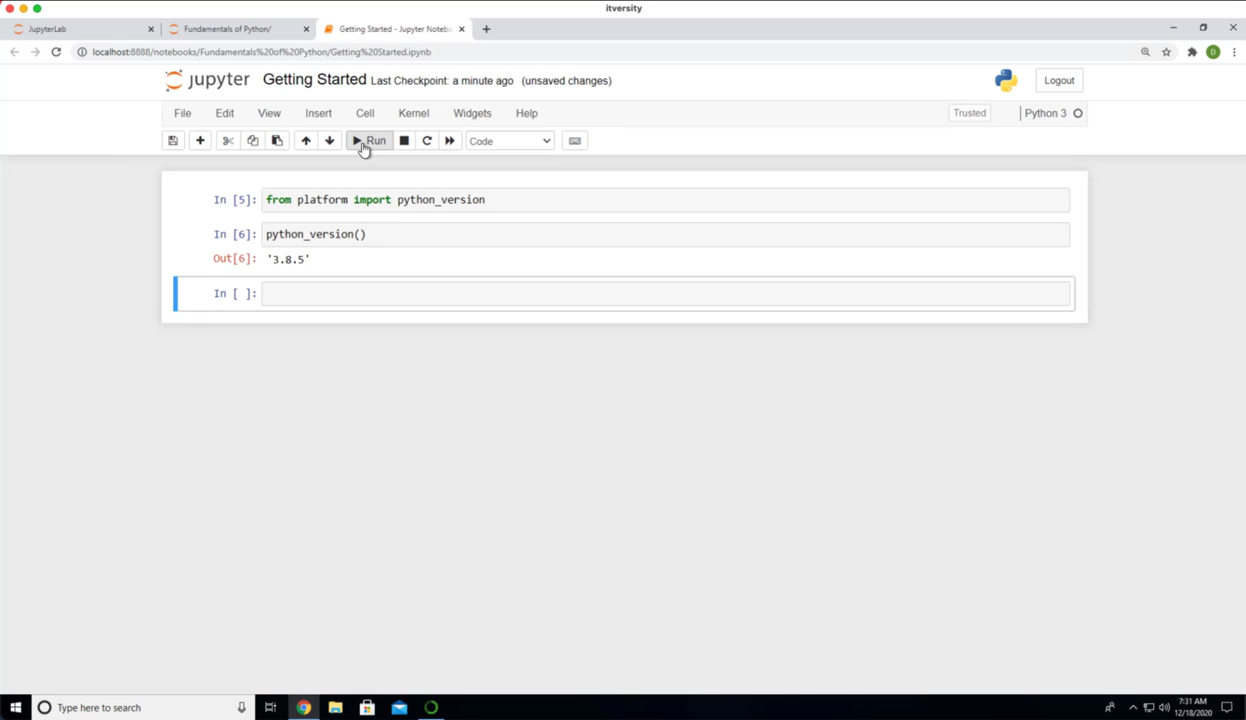 itversity
JupyterLab
Fundamentals of Python/
Getting Started - Jupyter Notebo
localhost:8888/notebooks/Fundamentals%20of%20Python/Getting%20Started.ipynb
D
jupyter Getting Started Last Checkpoint: a minute ago (unsaved changes)
Logout
File Edit View Insert Cell Kernel Widgets Help
Trusted
Python 3
Run
Code
In [5]: from platform import python_version
In [6]: python_version()
Out[6]: '3.8.5'
In [ ]:
Type here to search
7:31 AM
12/18/2020